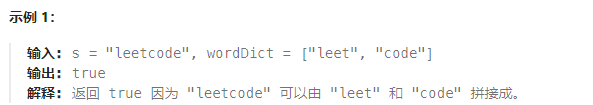 示例 1：
输入: s = "leetcode", wordDict = ["leet", "code"]
输出: true
解释: 返回 true 因为 "leetcode" 可以由 "leet" 和 "code" 拼接成。